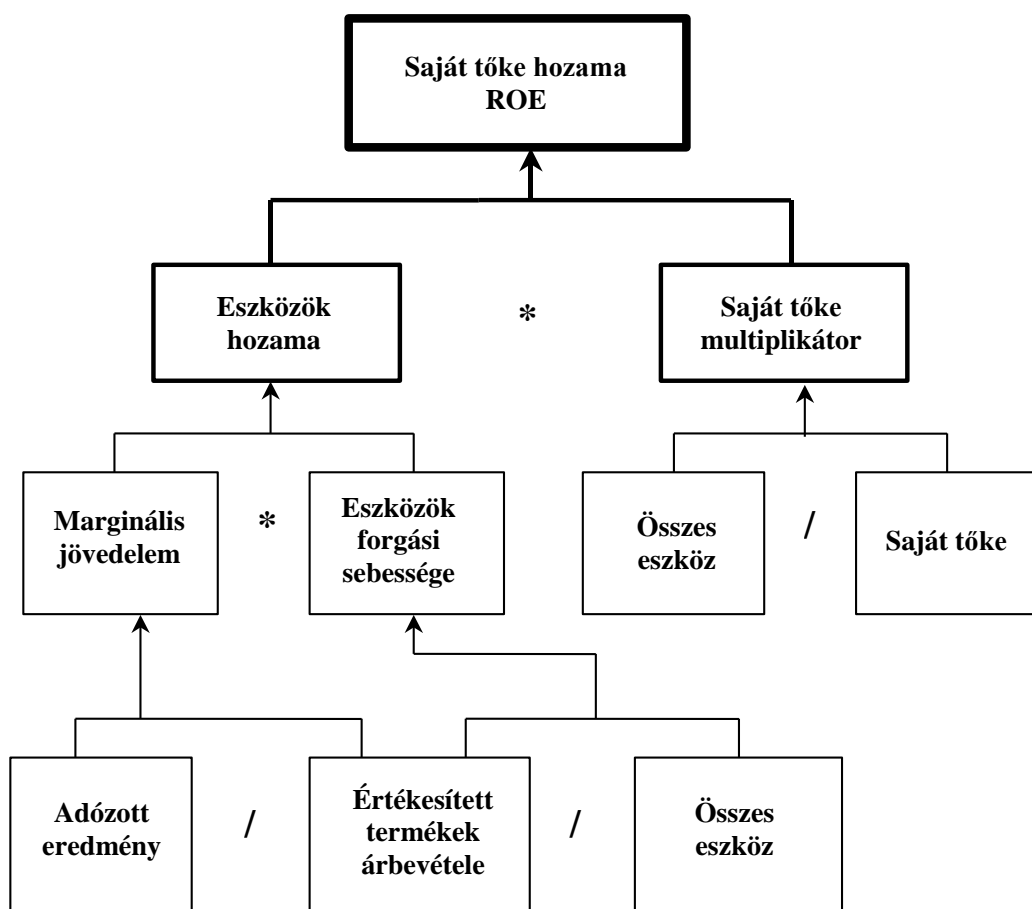 Saját tőke hozama
ROE
Eszközök
hozama
*
Saját tőke
multiplikátor
Marginális
jövedelem
*
Eszközök
forgási
sebessége
Összes
eszköz
/
Saját tőke
Adózott
eredmény
/
Értékesített
termékek
árbevétele
/
Összes
eszköz